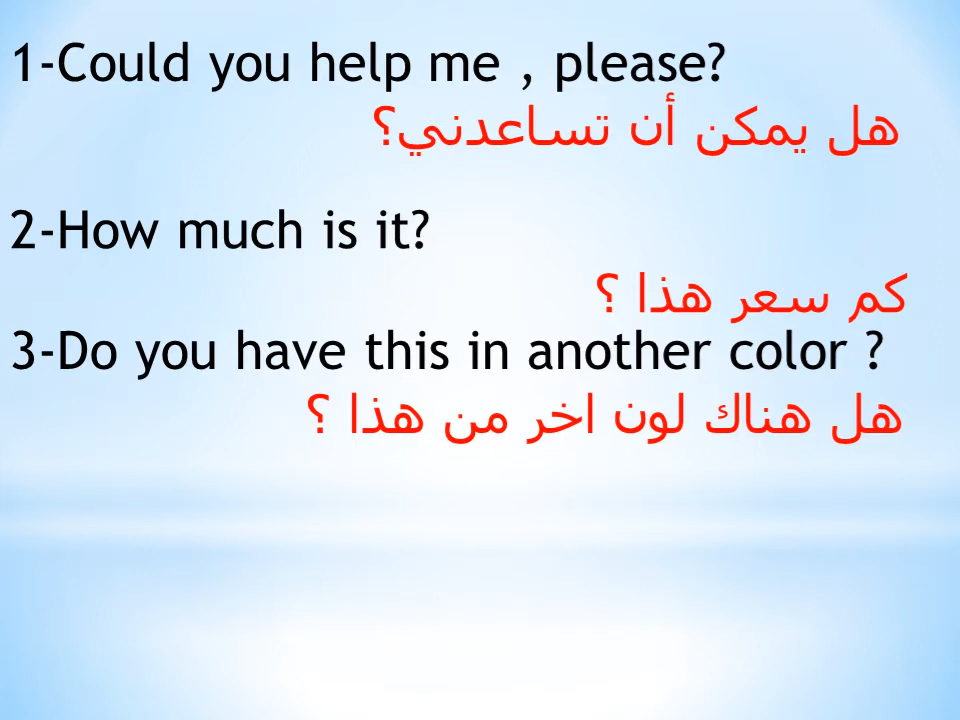 1-Could you help me , please?
هل يمكن أن تساعدني؟
2-How much is it?
كم سعر هذا ؟
3-Do you have this in another color ?
هل هناك لون اخر من هذا ؟